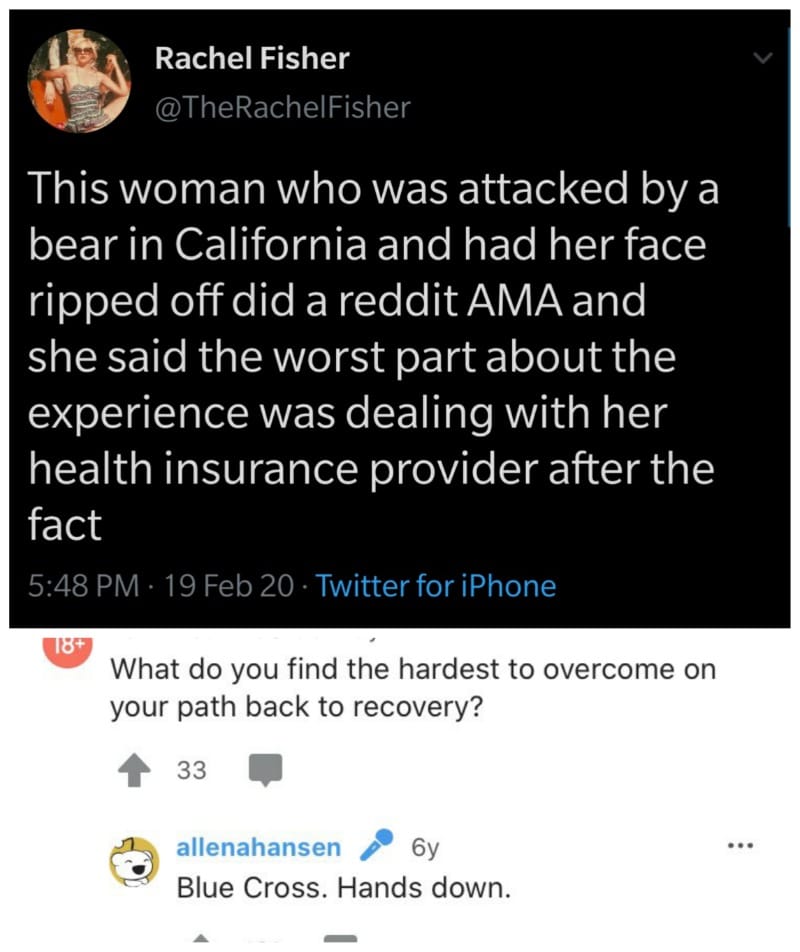 Rachel Fisher
@TheRachelFisher
This woman who was attacked by a
bear in California and had her face
ripped off did a reddit AMA and
she said the worst part about the
experience was dealing with her
health insurance provider after the
fact
5:48 PM · 19 Feb 20 · Twitter for iPhone
18+
What do you find the hardest to overcome on
your path back to recovery?
33
allenahansen 6y
Blue Cross. Hands down.